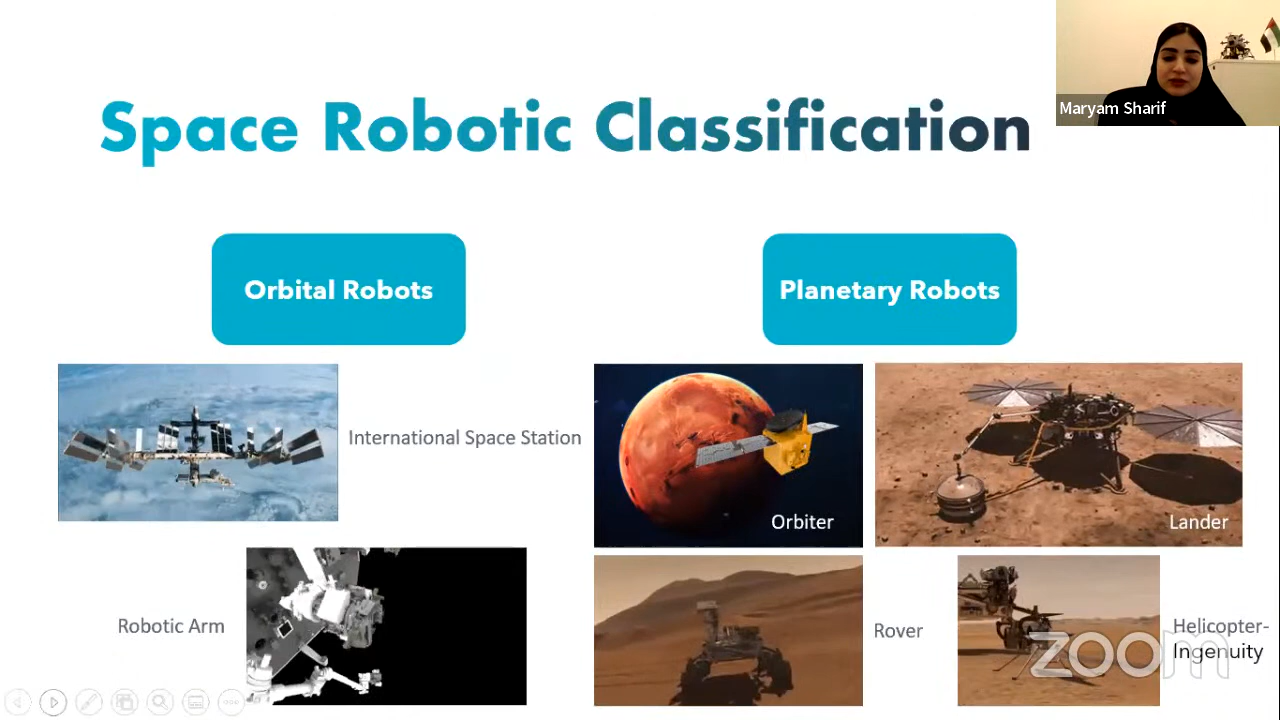 Maryam Sharif
Space Robotic Classification
Orbital Robots
Planetary Robots
International Space Station
Orbiter
Lander
Robotic Arm
Rover
Helicopter-
Ingenuity
zoom